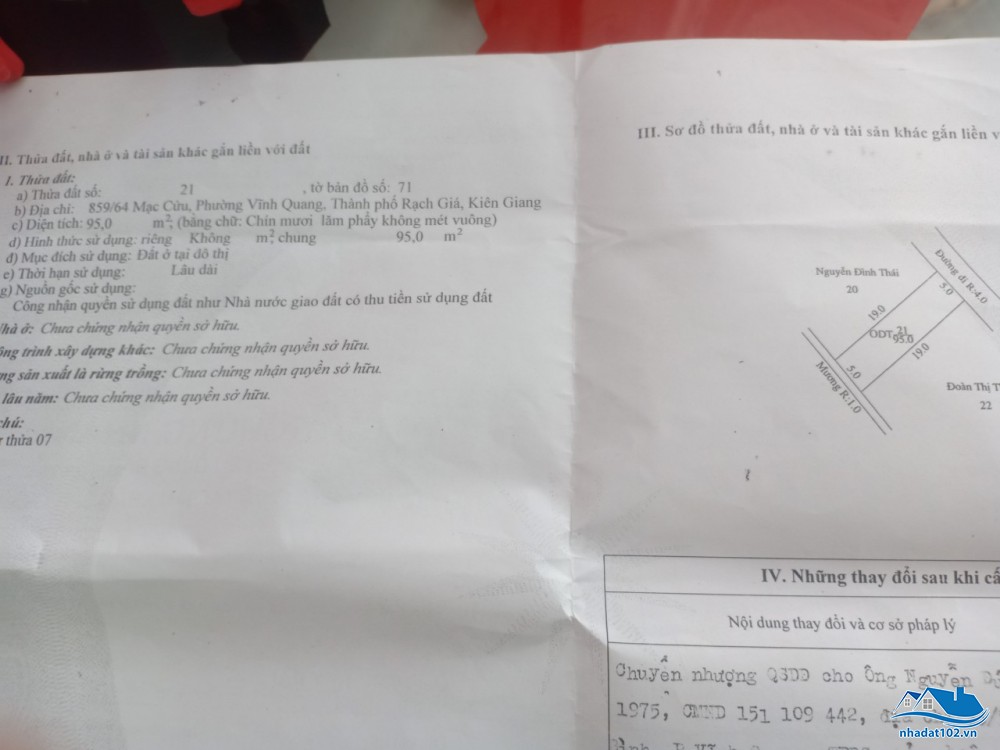 II. Thửa đất, nhà ở và tài sản khác gắn liền với đất
1. Thửa đất:
a) Thửa đất số: 21 , tờ bản đồ số: 71
b) Địa chỉ: 859/64 Mạc Cửu, Phường Vĩnh Quang, Thành phố Rạch Giá, Kiên Giang
c) Diện tích: 95,0 m²; (bằng chữ: Chín mươi lăm phẩy không mét vuông)
d) Hình thức sử dụng: riêng Không m²; chung 95,0 m²
đ) Mục đích sử dụng: Đất ở tại đô thị
e) Thời hạn sử dụng: Lâu dài
g) Nguồn gốc sử dụng:
Công nhận quyền sử dụng đất như Nhà nước giao đất có thu tiền sử dụng đất
hà ở: Chưa chứng nhận quyền sở hữu.
ng trình xây dựng khác: Chưa chứng nhận quyền sở hữu.
ng sản xuất là rừng trồng: Chưa chứng nhận quyền sở hữu.
lâu năm: Chưa chứng nhận quyền sở hữu.
hú:
thửa 07
III. Sơ đồ thửa đất, nhà ở và tài sản khác gắn liền v
Đường đi R:4.0
Nguyễn Đình Thái
20
5.0
19.0
ODT 21
95.0
19.0
5.0
Mương R:1.0
Đoàn Thị T
22
IV. Những thay đổi sau khi cấ
Nội dung thay đổi và cơ sở pháp lý
Chuyển nhượng QSDĐ cho Ông Nguyễn
1975, CMND 151 109 442,
nhadat102.vn